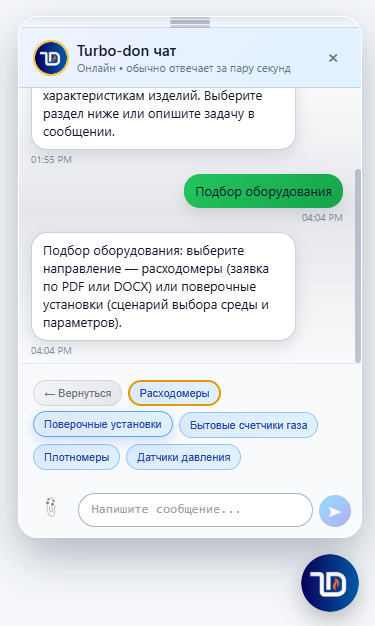 Turbo-don чат
Онлайн • обычно отвечает за пару секунд
×
характеристикам изделий. Выберите
раздел ниже или опишите задачу в
сообщении.
01:55 PM
Подбор оборудования
04:04 PM
Подбор оборудования: выберите
направление — расходомеры (заявка
по PDF или DOCX) или поверочные
установки (сценарий выбора среды и
параметров).
04:04 PM
← Вернуться
Расходомеры
Поверочные установки
Бытовые счетчики газа
Плотномеры
Датчики давления
Напишите сообщение...